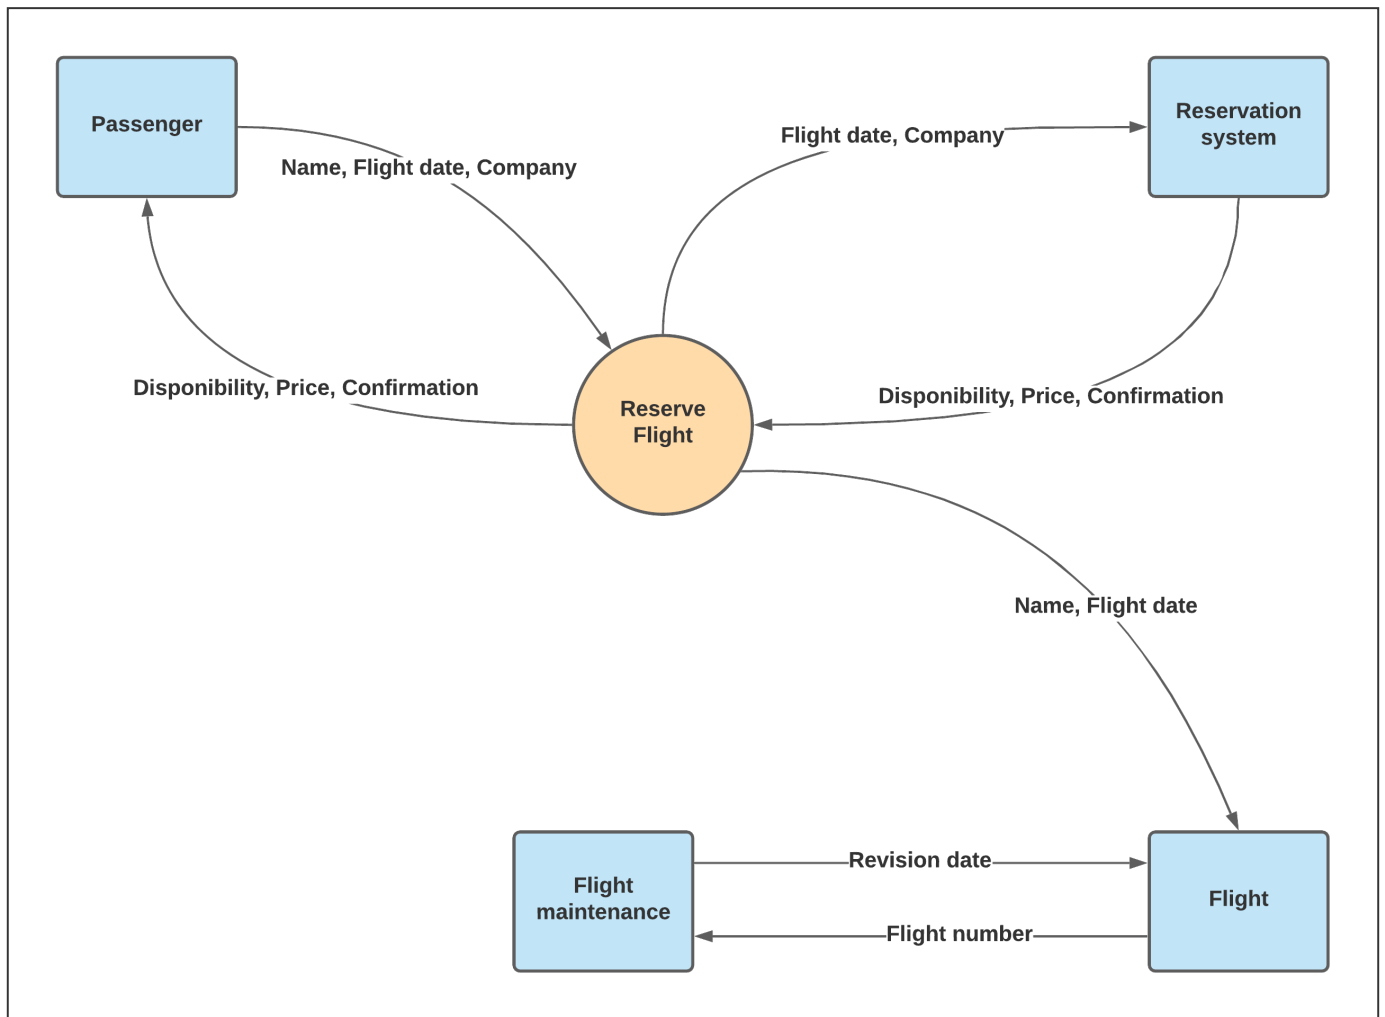 Passenger
Reservation
system
Flight date, Company
Name, Flight date, Company
Disponibility, Price, Confirmation
Disponibility, Price, Confirmation
Reserve
Flight
Name, Flight date
Flight
maintenance
Revision date
Flight number
Flight